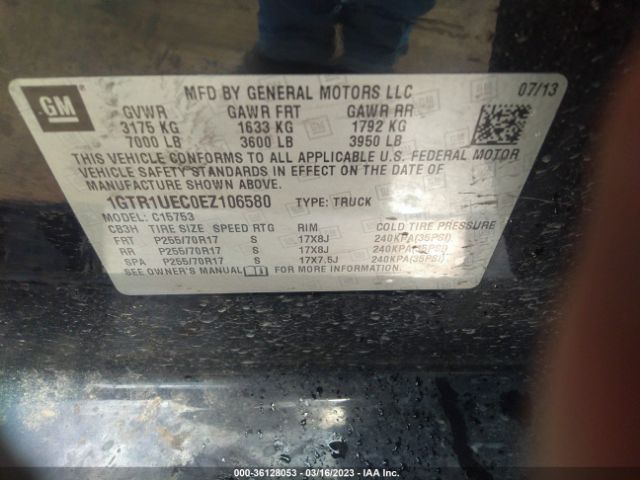 GM
MFD BY GENERAL MOTORS LLC 07/13
GVWR GAWR FRT GAWR RR
3175 KG 1633 KG 1792 KG
7000 LB 3600 LB 3950 LB
THIS VEHICLE CONFORMS TO ALL APPLICABLE U.S. FEDERAL MOTOR
VEHICLE SAFETY STANDARDS IN EFFECT ON THE DATE OF
MANUFACTURE SHOWN ABOVE.
1GTR1UEC0EZ106580 TYPE: TRUCK
MODEL: C15753
CB3H TIRE SIZE SPEED RTG RIM COLD TIRE PRESSURE
FRT P255/70R17 S 17X8J 240KPA(35PSI)
RR P255/70R17 S 17X8J 240KPA(35PSI)
SPA P255/70R17 S 17X7.5J 240KPA(35PSI)
SEE OWNER'S MANUAL FOR MORE INFORMATION
000-36128053 — 03/16/2023 — IAA Inc.